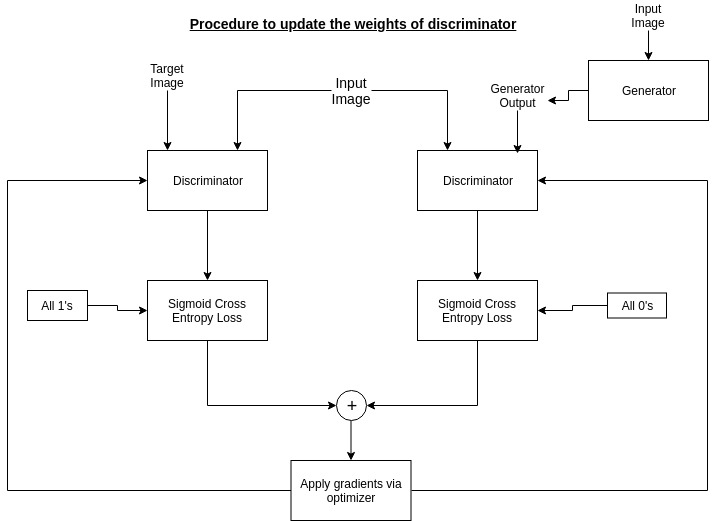 Procedure to update the weights of discriminator
Input
Image
Target
Image
Input
Image
Generator
Output
Generator
Discriminator
Discriminator
All 1's
Sigmoid Cross
Entropy Loss
Sigmoid Cross
Entropy Loss
All 0's
+
Apply gradients via
optimizer